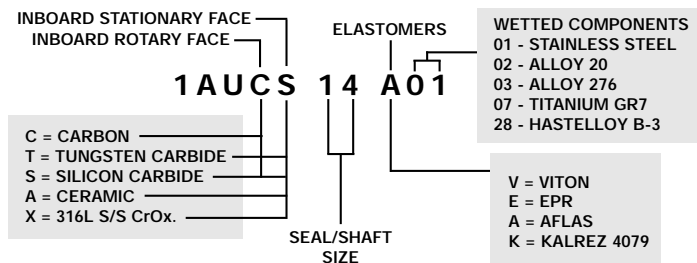 INBOARD STATIONARY FACE
INBOARD ROTARY FACE
ELASTOMERS
WETTED COMPONENTS
01 - STAINLESS STEEL
02 - ALLOY 20
03 - ALLOY 276
07 - TITANIUM GR7
28 - HASTELLOY B-3
1AUCS 14 A01
C = CARBON
T = TUNGSTEN CARBIDE
S = SILICON CARBIDE
A = CERAMIC
X = 316L S/S CrOx.
SEAL/SHAFT
SIZE
V = VITON
E = EPR
A = AFLAS
K = KALREZ 4079